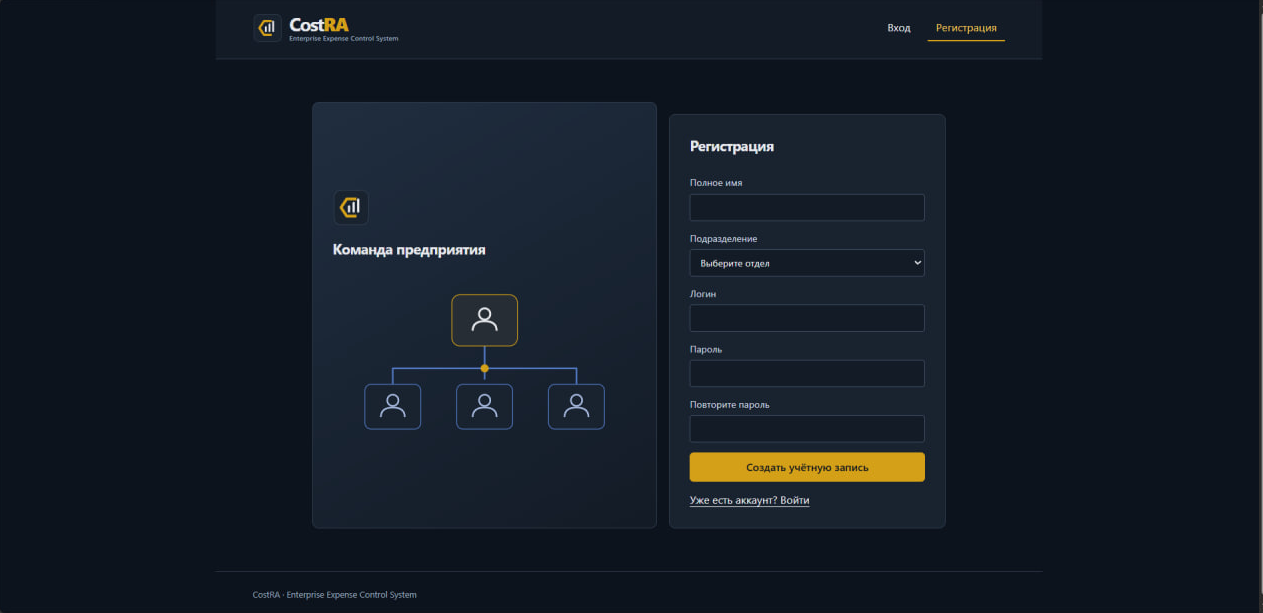 CostRA
Enterprise Expense Control System
Вход
Регистрация
Команда предприятия
Регистрация
Полное имя
Подразделение
Выберите отдел
Логин
Пароль
Повторите пароль
Создать учётную запись
Уже есть аккаунт? Войти
CostRA · Enterprise Expense Control System